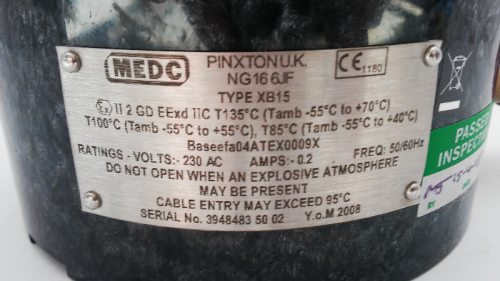 MEDC
PINXTON U.K.
NG16 6JF
CE 1180
TYPE XB15
Ex II 2 GD EExd IIC T135°C (Tamb -55°C to +70°C)
T100°C (Tamb -55°C to +55°C), T85°C (Tamb -55°C to +40°C)
Baseefa04ATEX0009X
RATINGS - VOLTS:- 230 AC AMPS:- 0.2 FREQ: 50/60Hz
DO NOT OPEN WHEN AN EXPLOSIVE ATMOSPHERE
MAY BE PRESENT
CABLE ENTRY MAY EXCEED 95°C
SERIAL No. 3948483 50 02 Y.o.M 2008
PASSED
INSPECT
BY